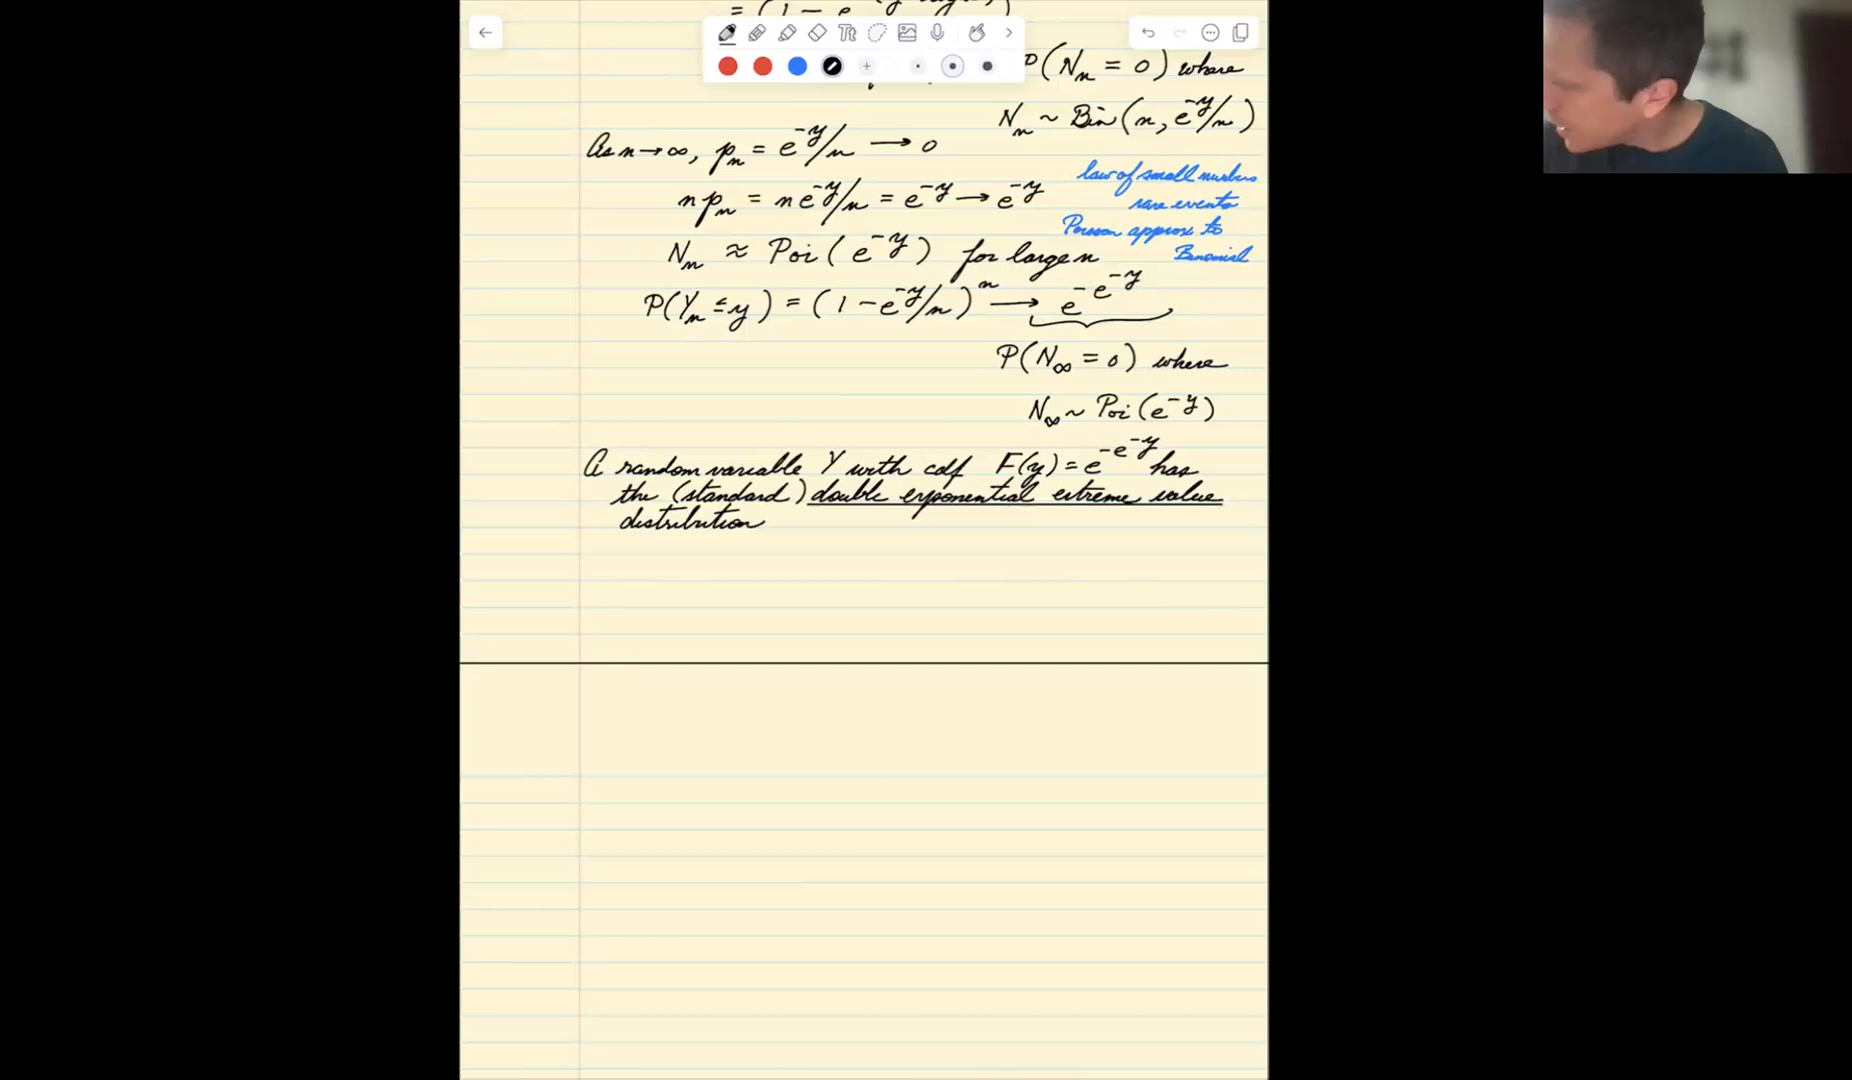 = (1 - e
P(N_n = 0) where
N_n ~ Bin(n, e^{-y}/n)
As n→∞, p_n = e^{-y}/n ⟶ 0
law of small numbers
n p_n = n e^{-y}/n = e^{-y} ⟶ e^{-y}
rare events
Poisson approx to
Binomial
N_n ≈ Poi(e^{-y}) for large n
P(Y_n ≤ y) = (1 - e^{-y}/n)^n ⟶ e^{-e^{-y}}
P(N_∞ = 0) where
N_∞ ~ Poi(e^{-y})
A random variable Y with cdf F(y) = e^{-e^{-y}} has
the (standard) double exponential extreme value
distribution
Tt